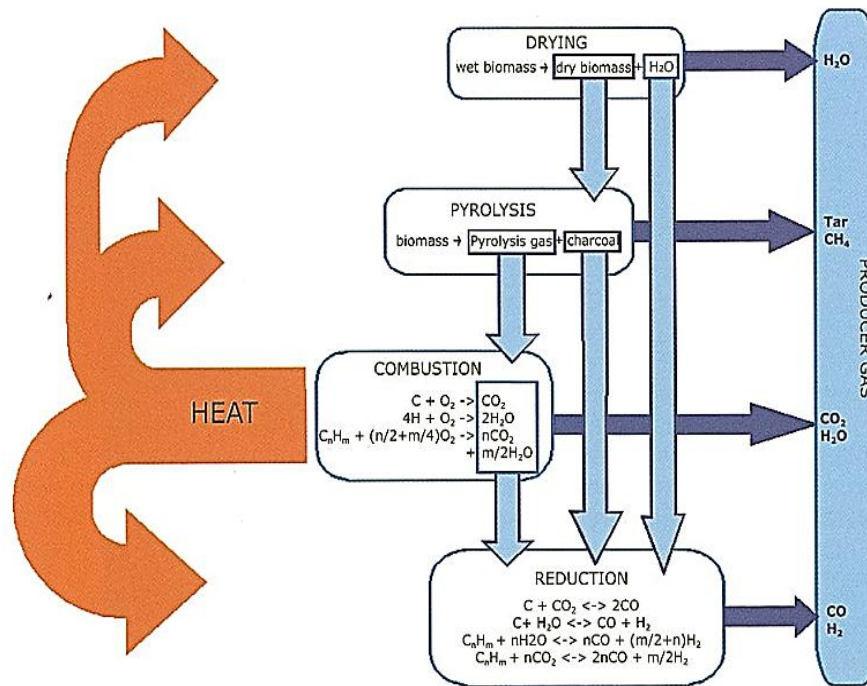 DRYING
wet biomass → dry biomass + H₂O
H₂O
PYROLYSIS
biomass → Pyrolysis gas + charcoal
Tar
CH₄
COMBUSTION
C + O₂ -> CO₂
4H + O₂ -> 2H₂O
CₙHₘ + (n/2+m/4)O₂ -> nCO₂
+ m/2H₂O
HEAT
CO₂
H₂O
REDUCTION
C + CO₂ <-> 2CO
C+ H₂O <-> CO + H₂
CₙHₘ + nH2O <-> nCO + (m/2+n)H₂
CₙHₘ + nCO₂ <-> 2nCO + m/2H₂
CO
H₂
PRODUCER GAS